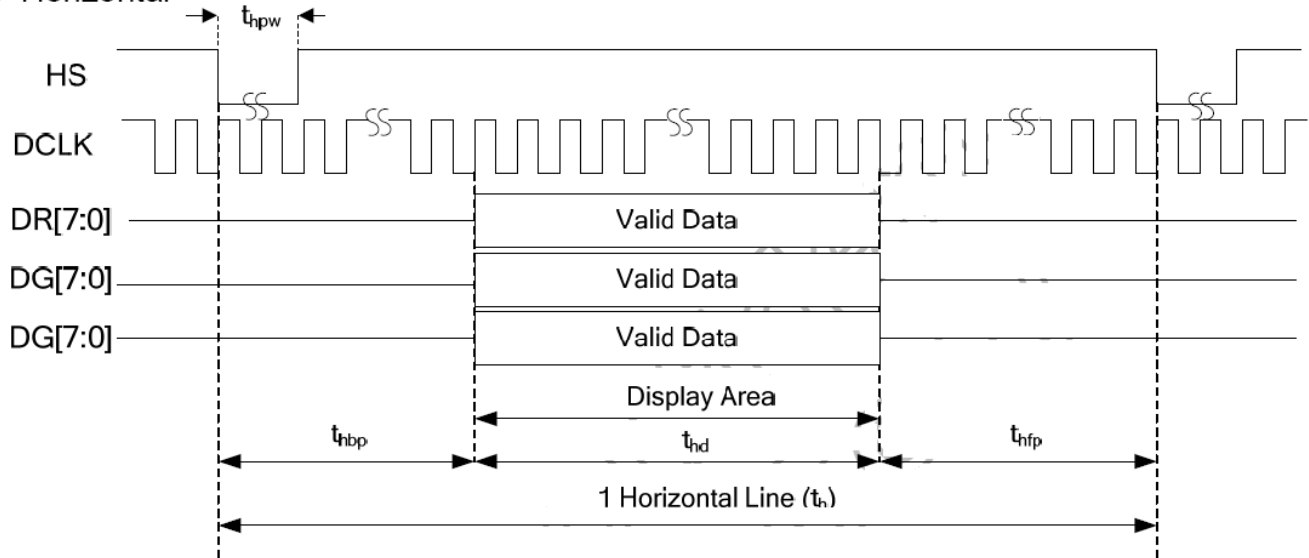 Horizontal
thpw
HS
DCLK
DR[7:0] Valid Data
DG[7:0] Valid Data
DG[7:0] Valid Data
Display Area
thbp thd thfp
1 Horizontal Line (th)